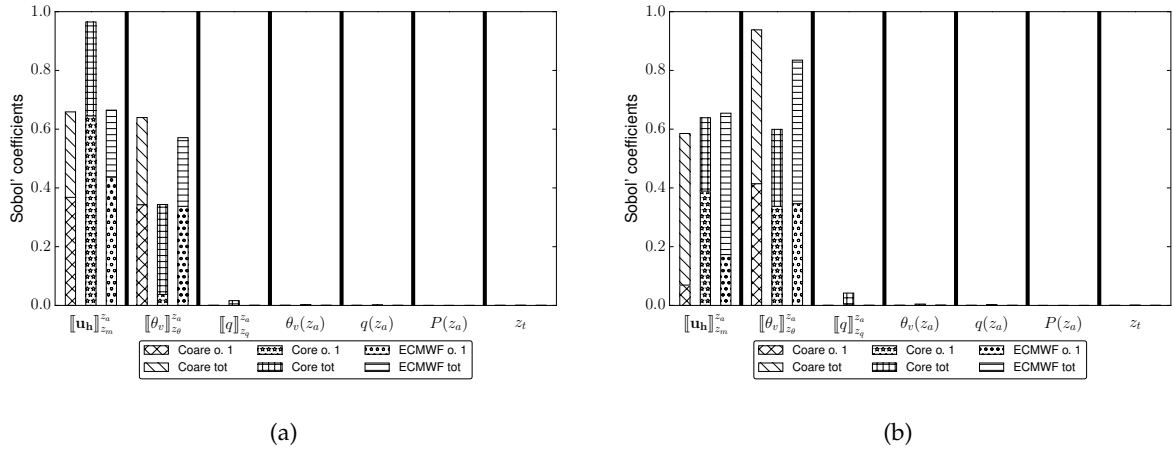 1.0
0.8
0.6
0.4
0.2
0.0
Sobol' coefficients
⟦u_h⟧^{z_a}_{z_m} ⟦θ_v⟧^{z_a}_{z_θ} ⟦q⟧^{z_a}_{z_q} θ_v(z_a) q(z_a) P(z_a) z_t
Coare o. 1 Core o. 1 ECMWF o. 1
Coare tot Core tot ECMWF tot
(a)
1.0
0.8
0.6
0.4
0.2
0.0
Sobol' coefficients
⟦u_h⟧^{z_a}_{z_m} ⟦θ_v⟧^{z_a}_{z_θ} ⟦q⟧^{z_a}_{z_q} θ_v(z_a) q(z_a) P(z_a) z_t
Coare o. 1 Core o. 1 ECMWF o. 1
Coare tot Core tot ECMWF tot
(b)